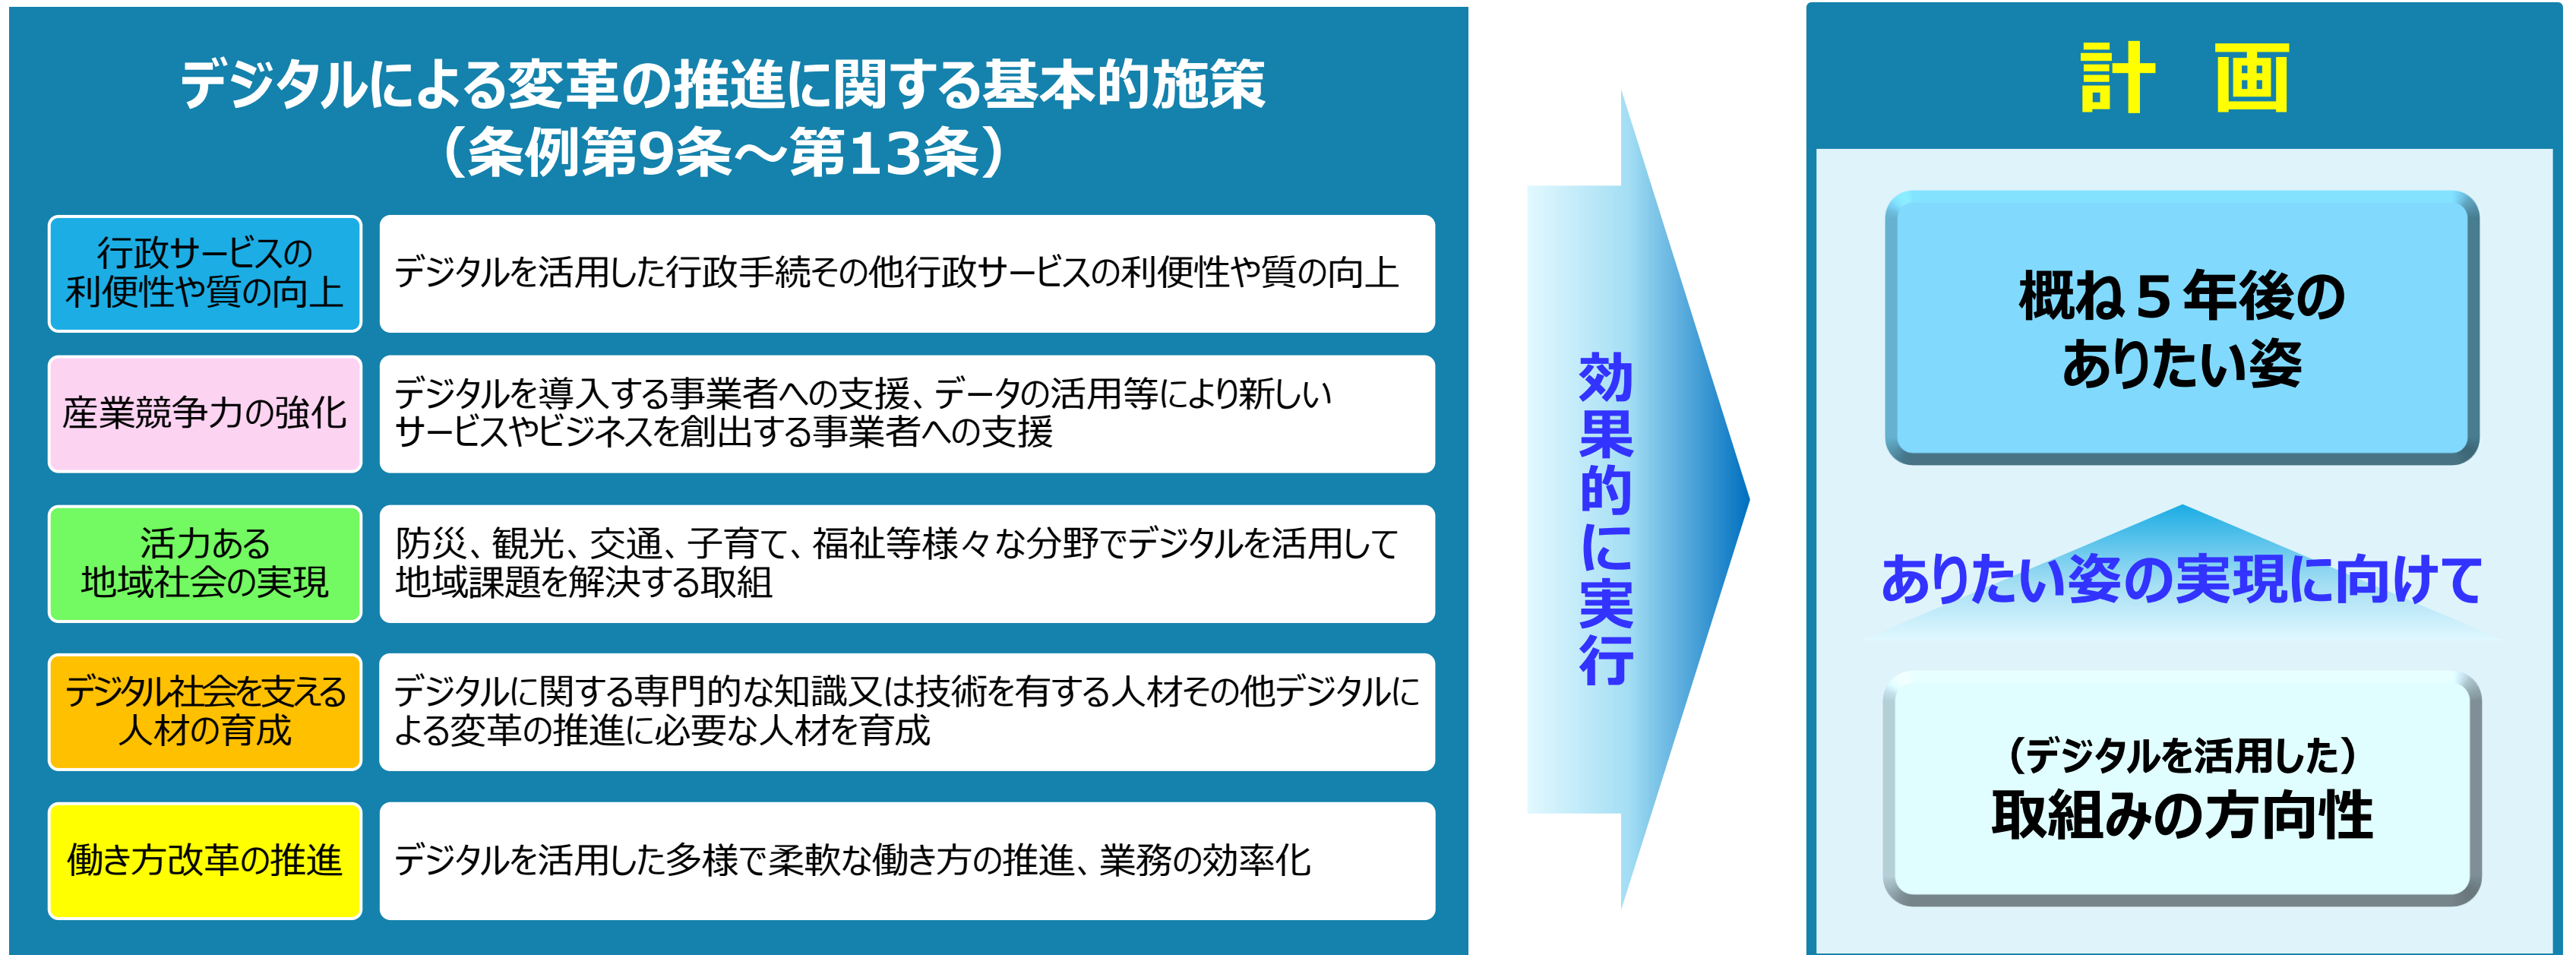 デジタルによる変革の推進に関する基本的施策
（条例第9条～第13条）
行政サービスの
利便性や質の向上
デジタルを活用した行政手続その他行政サービスの利便性や質の向上
産業競争力の強化
デジタルを導入する事業者への支援、データの活用等により新しい
サービスやビジネスを創出する事業者への支援
活力ある
地域社会の実現
防災、観光、交通、子育て、福祉等様々な分野でデジタルを活用して
地域課題を解決する取組
デジタル社会を支える
人材の育成
デジタルに関する専門的な知識又は技術を有する人材その他デジタルに
よる変革の推進に必要な人材を育成
働き方改革の推進
デジタルを活用した多様で柔軟な働き方の推進、業務の効率化
効果的に実行
計　画
概ね５年後の
ありたい姿
ありたい姿の実現に向けて
（デジタルを活用した）
取組みの方向性